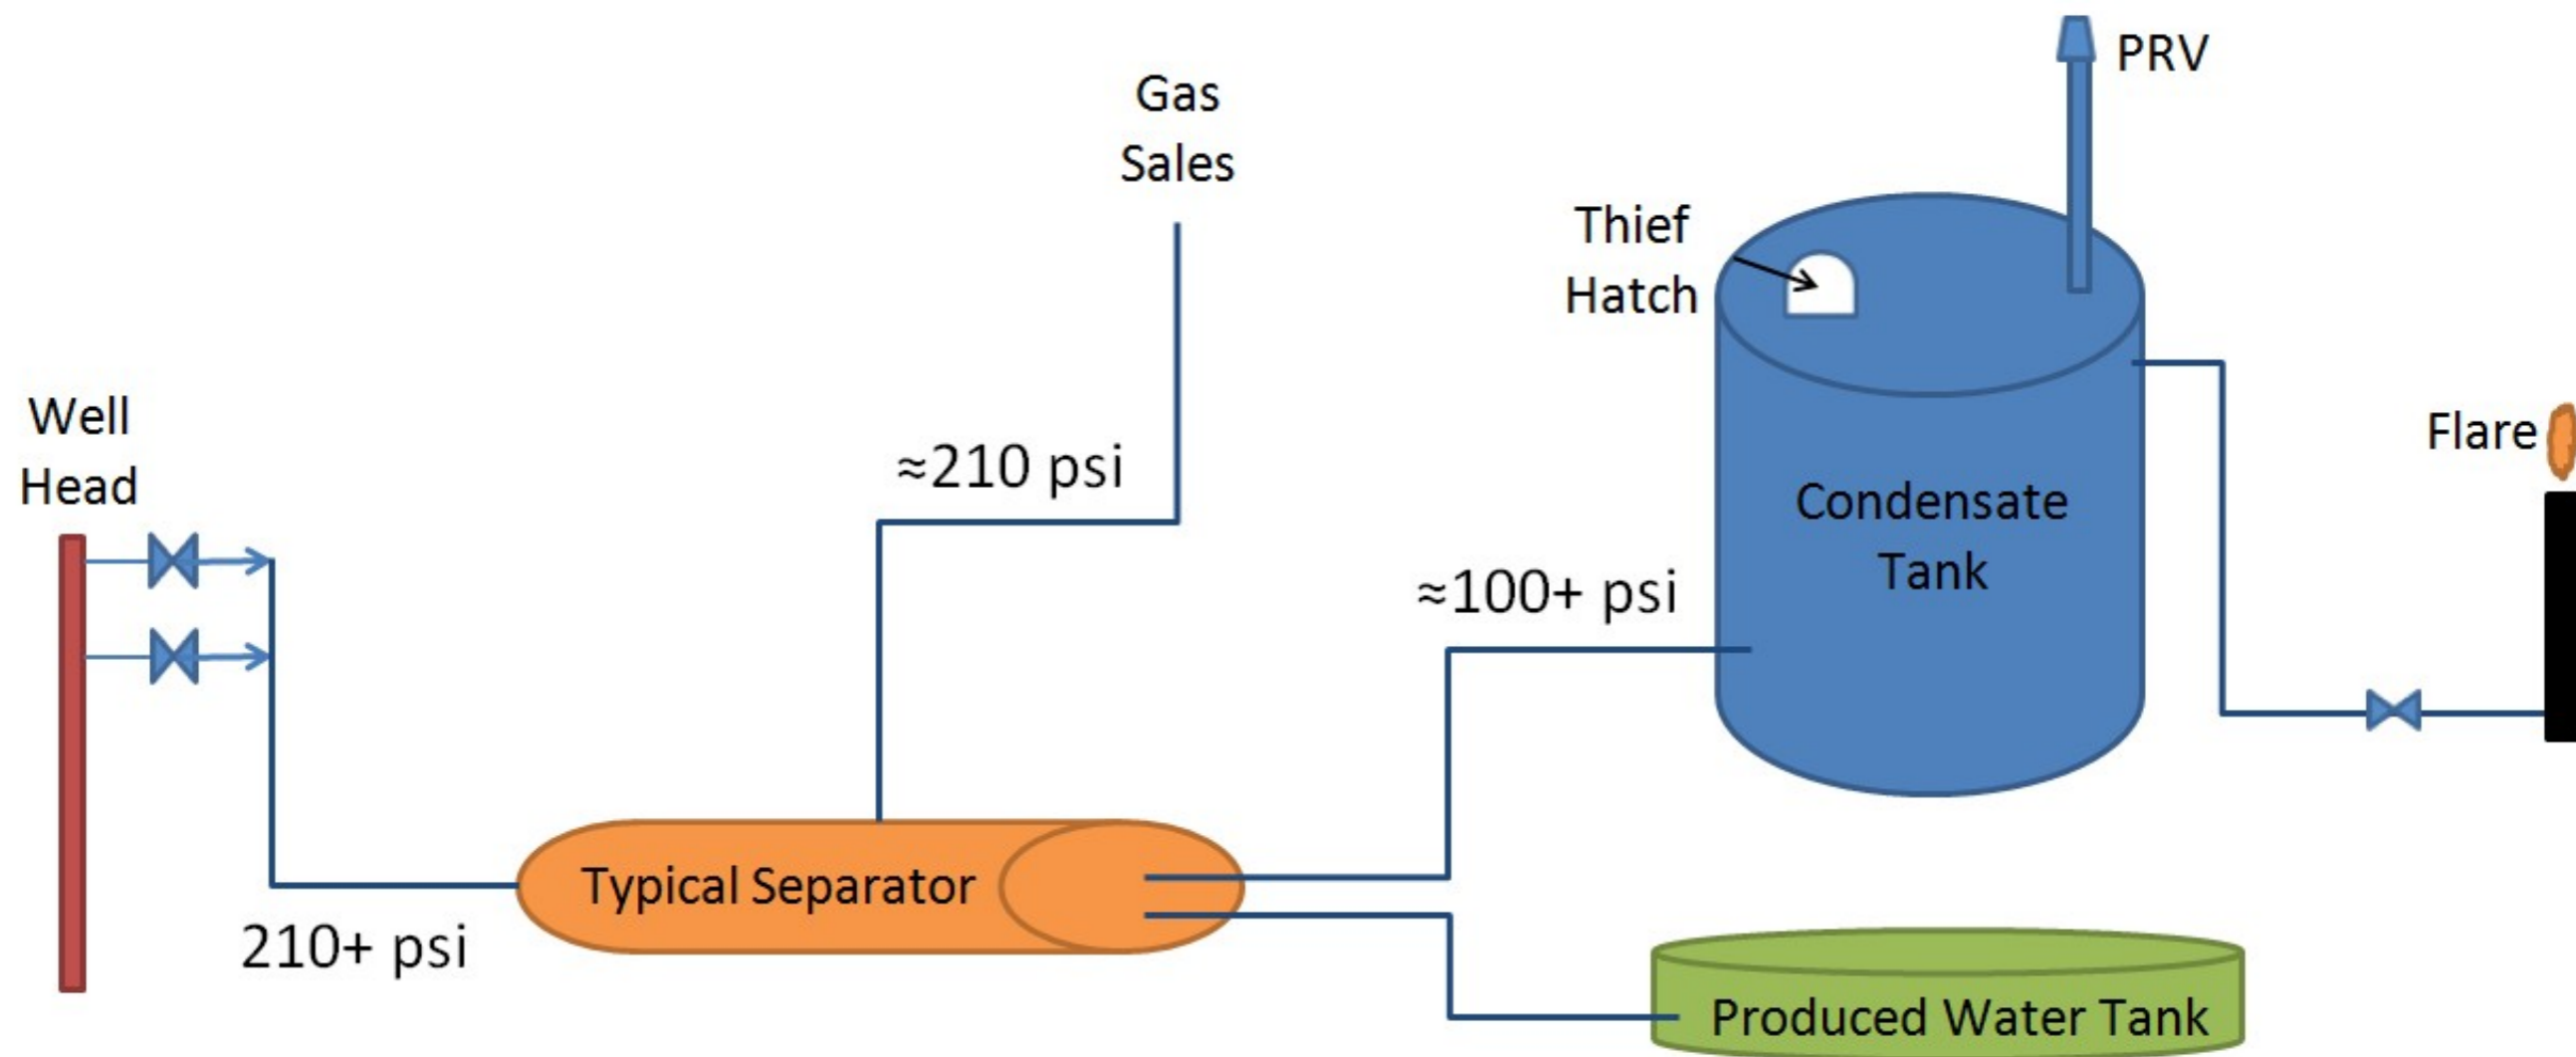 PRV
Gas
Sales
Thief
Hatch
Well
Head
Flare
≈210 psi
Condensate
Tank
≈100+ psi
Typical Separator
210+ psi
Produced Water Tank